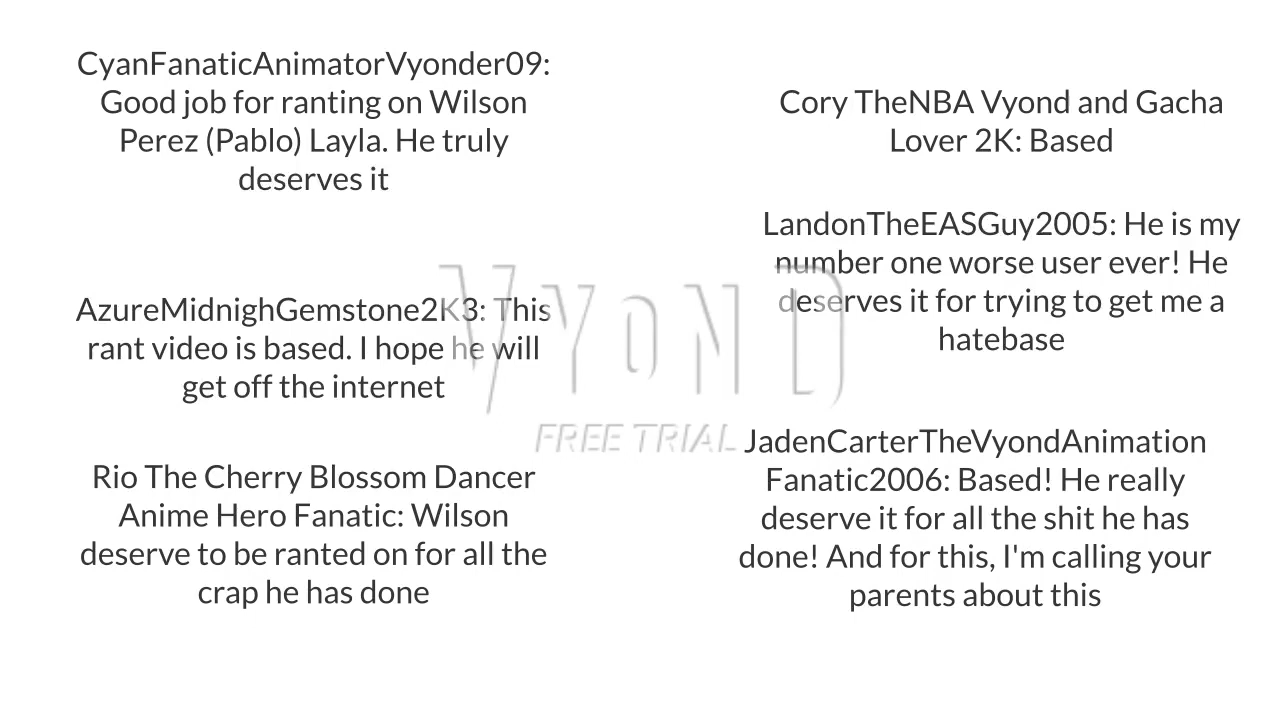 CyanFanaticAnimatorVyonder09:
Good job for ranting on Wilson
Perez (Pablo) Layla. He truly
deserves it
Cory TheNBA Vyond and Gacha
Lover 2K: Based
LandonTheEASGuy2005: He is my
number one worse user ever! He
deserves it for trying to get me a
hatebase
AzureMidnighGemstone2K3: This
rant video is based. I hope he will
get off the internet
JadenCarterTheVyondAnimation
Fanatic2006: Based! He really
deserve it for all the shit he has
done! And for this, I'm calling your
parents about this
Rio The Cherry Blossom Dancer
Anime Hero Fanatic: Wilson
deserve to be ranted on for all the
crap he has done
VYOND
FREE TRIAL